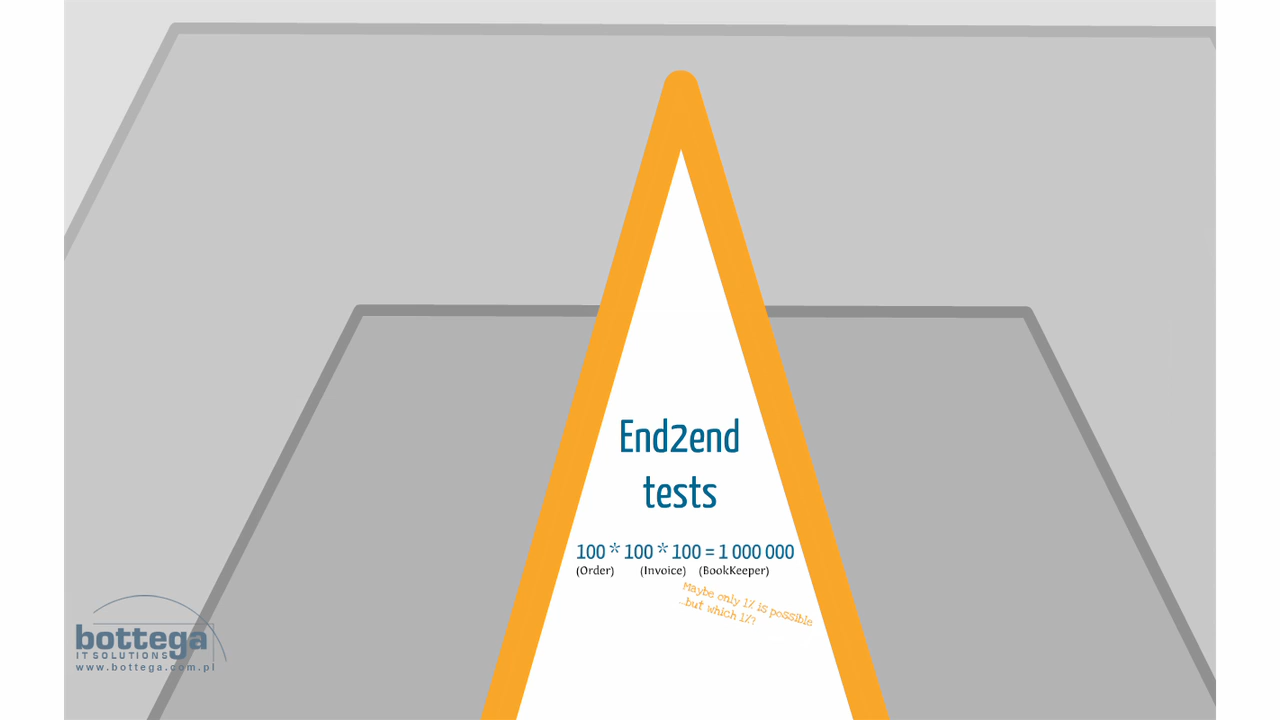 End2end
tests
100 * 100 * 100 = 1 000 000
(Order) (Invoice) (BookKeeper)
Maybe only 1% is possible
...but which 1%?
bottega
IT SOLUTIONS
www.bottega.com.pl